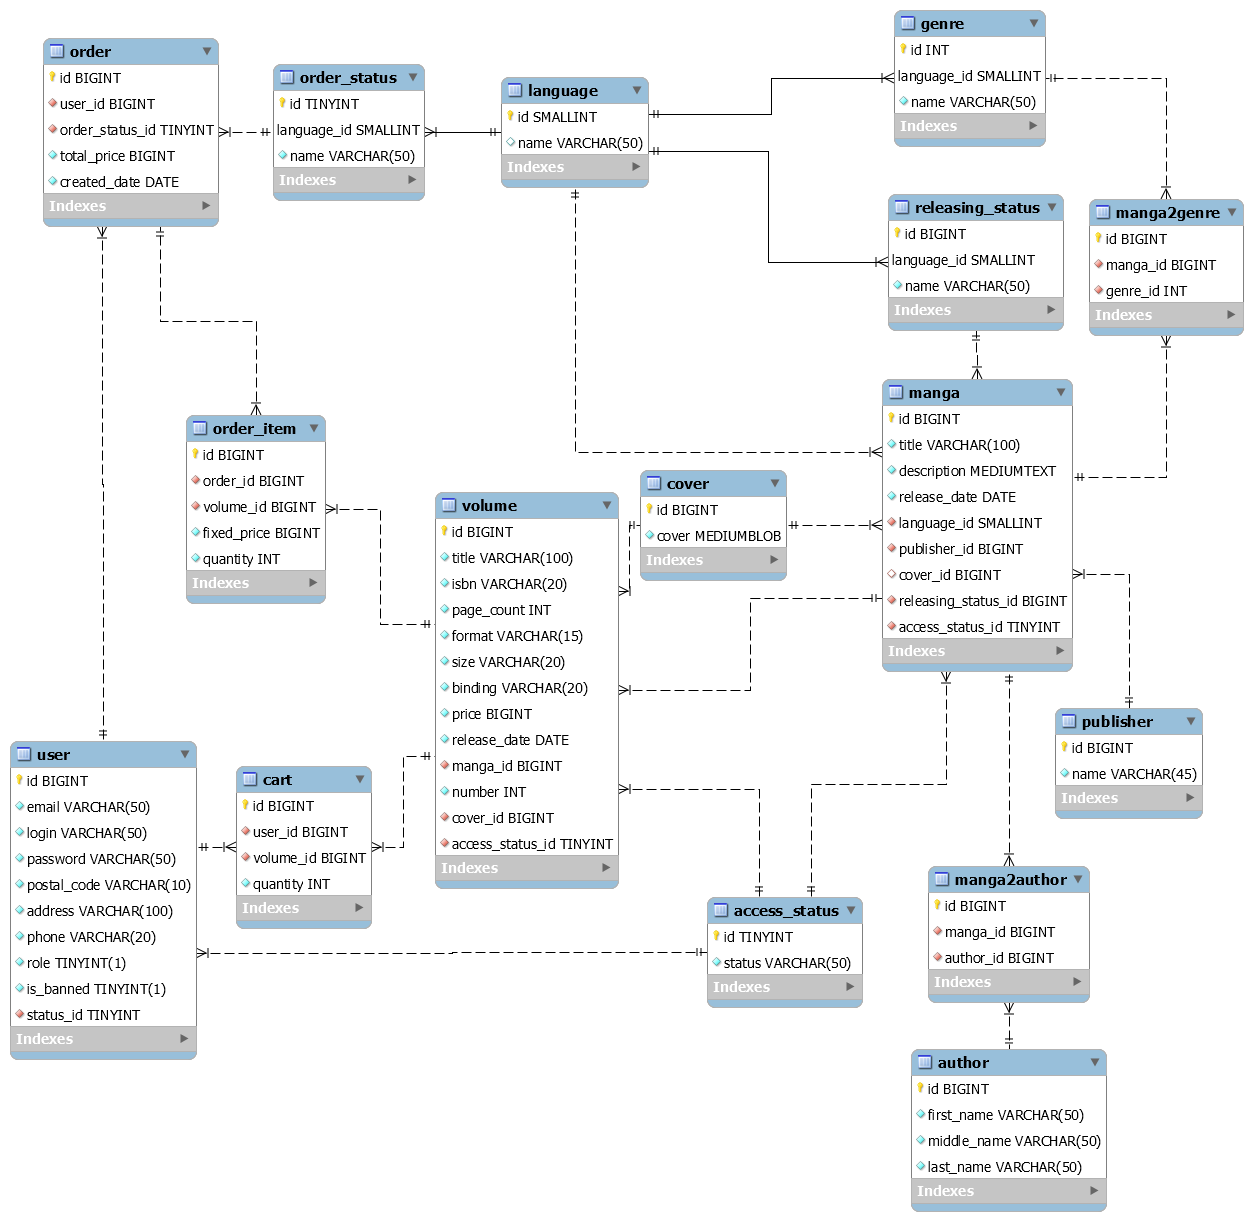 order
id BIGINT
user_id BIGINT
order_status_id TINYINT
total_price BIGINT
created_date DATE
Indexes
order_status
id TINYINT
language_id SMALLINT
name VARCHAR(50)
Indexes
language
id SMALLINT
name VARCHAR(50)
Indexes
genre
id INT
language_id SMALLINT
name VARCHAR(50)
Indexes
releasing_status
id BIGINT
language_id SMALLINT
name VARCHAR(50)
Indexes
manga2genre
id BIGINT
manga_id BIGINT
genre_id INT
Indexes
order_item
id BIGINT
order_id BIGINT
volume_id BIGINT
fixed_price BIGINT
quantity INT
Indexes
volume
id BIGINT
title VARCHAR(100)
isbn VARCHAR(20)
page_count INT
format VARCHAR(15)
size VARCHAR(20)
binding VARCHAR(20)
price BIGINT
release_date DATE
manga_id BIGINT
number INT
cover_id BIGINT
access_status_id TINYINT
Indexes
cover
id BIGINT
cover MEDIUMBLOB
Indexes
manga
id BIGINT
title VARCHAR(100)
description MEDIUMTEXT
release_date DATE
language_id SMALLINT
publisher_id BIGINT
cover_id BIGINT
releasing_status_id BIGINT
access_status_id TINYINT
Indexes
publisher
id BIGINT
name VARCHAR(45)
Indexes
user
id BIGINT
email VARCHAR(50)
login VARCHAR(50)
password VARCHAR(50)
postal_code VARCHAR(10)
address VARCHAR(100)
phone VARCHAR(20)
role TINYINT(1)
is_banned TINYINT(1)
status_id TINYINT
Indexes
cart
id BIGINT
user_id BIGINT
volume_id BIGINT
quantity INT
Indexes
access_status
id TINYINT
status VARCHAR(50)
Indexes
manga2author
id BIGINT
manga_id BIGINT
author_id BIGINT
Indexes
author
id BIGINT
first_name VARCHAR(50)
middle_name VARCHAR(50)
last_name VARCHAR(50)
Indexes